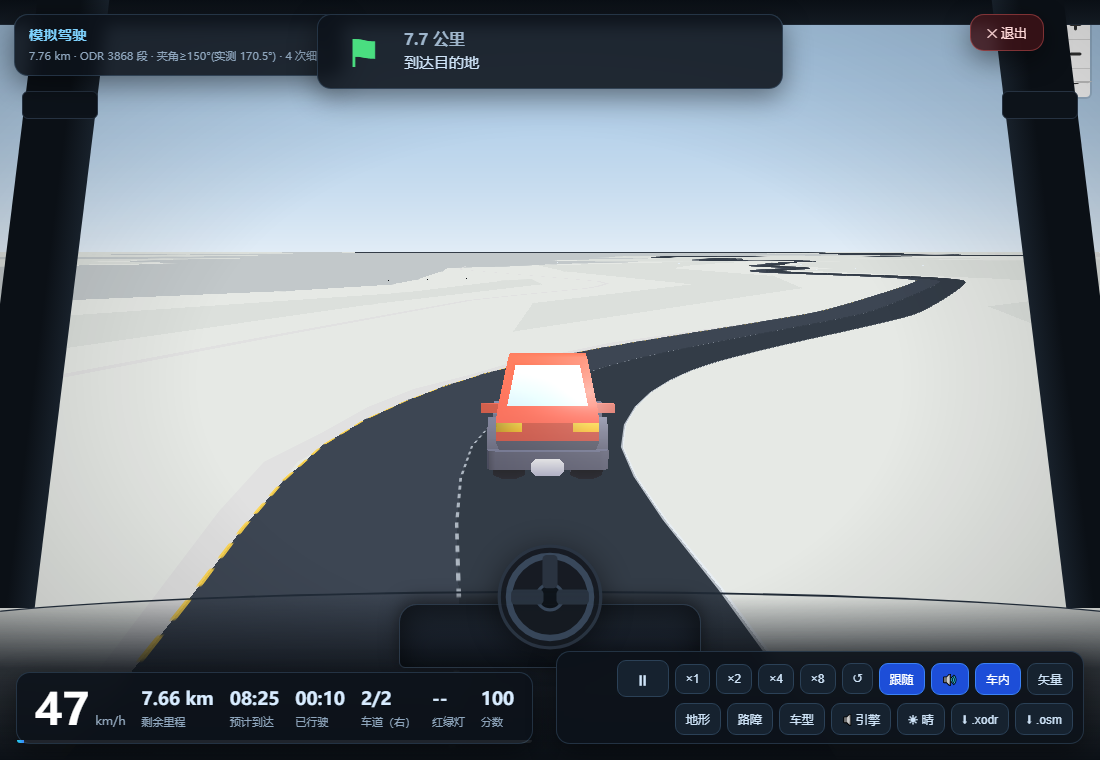 模拟驾驶
7.76 km · ODR 3868 段 · 夹角≥150°(实测 170.5°) · 4 次细
7.7 公里
到达目的地
✕退出
47 km/h
7.66 km 08:25 00:10 2/2 -- 100
剩余里程 预计到达 已行驶 车道（右） 红绿灯 分数
×1 ×2 ×4 ×8 ↺ 跟随 车内 矢量
地形 路障 车型 引擎 ☀ 晴 ⬇ .xodr ⬇ .osm